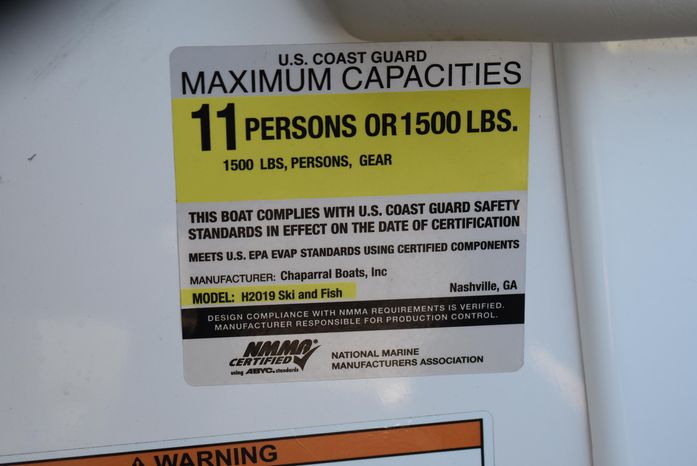 U.S. COAST GUARD
MAXIMUM CAPACITIES
11 PERSONS OR 1500 LBS.
1500 LBS, PERSONS, GEAR
THIS BOAT COMPLIES WITH U.S. COAST GUARD SAFETY
STANDARDS IN EFFECT ON THE DATE OF CERTIFICATION
MEETS U.S. EPA EVAP STANDARDS USING CERTIFIED COMPONENTS
MANUFACTURER: Chaparral Boats, Inc
MODEL: H2019 Ski and Fish Nashville, GA
DESIGN COMPLIANCE WITH NMMA REQUIREMENTS IS VERIFIED.
MANUFACTURER RESPONSIBLE FOR PRODUCTION CONTROL.
NMMA
CERTIFIED
using ABYC. standards
NATIONAL MARINE
MANUFACTURERS ASSOCIATION
WARNING